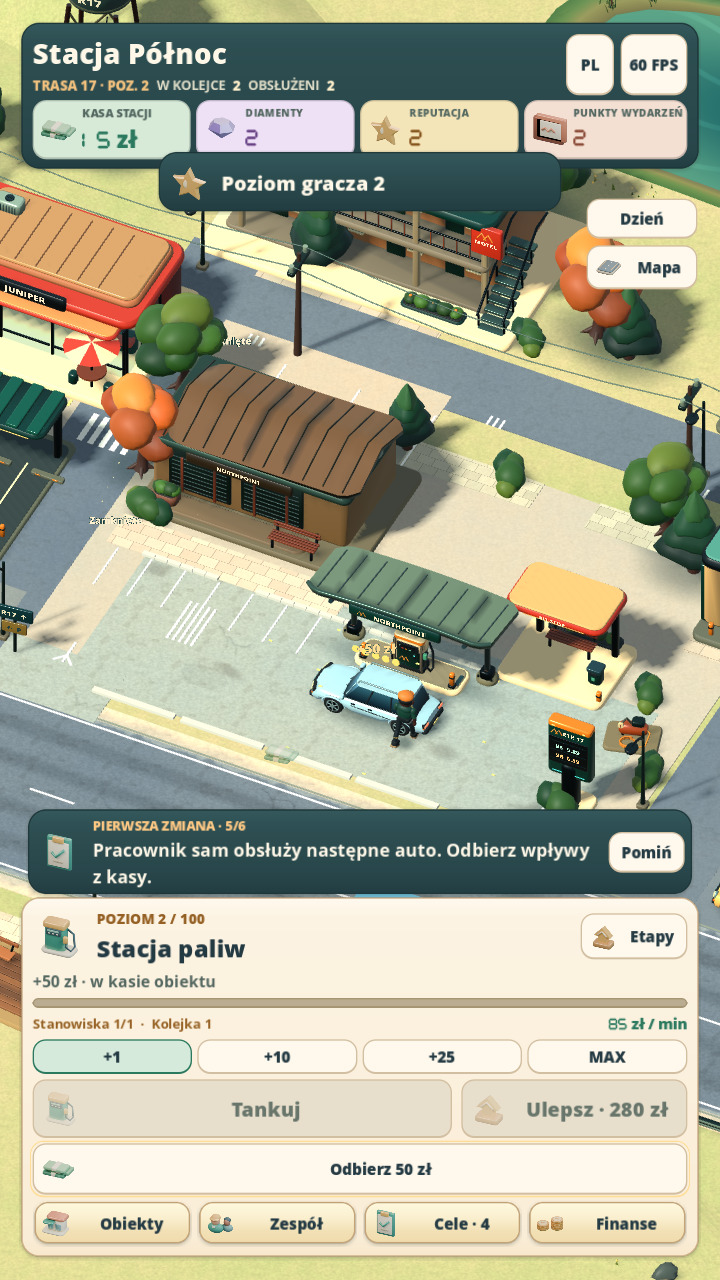 R17
Stacja Północ
PL
60 FPS
TRASA 17 · POZ. 2 W KOLEJCE 2 OBSŁUŻENI 2
KASA STACJI
15 zł
DIAMENTY
2
REPUTACJA
2
PUNKTY WYDARZEŃ
2
Poziom gracza 2
Dzień
Mapa
MOTEL
JUNIPER
NORTHPOINT
NORTHPOINT
50 zł
R17 ↑
PIERWSZA ZMIANA · 5/6
Pracownik sam obsłuży następne auto. Odbierz wpływy
z kasy.
Pomiń
POZIOM 2 / 100
Stacja paliw
Etapy
+50 zł · w kasie obiektu
Stanowiska 1/1 · Kolejka 1
85 zł / min
+1
+10
+25
MAX
Tankuj
Ulepsz · 280 zł
Odbierz 50 zł
Obiekty
Zespół
Cele · 4
Finanse